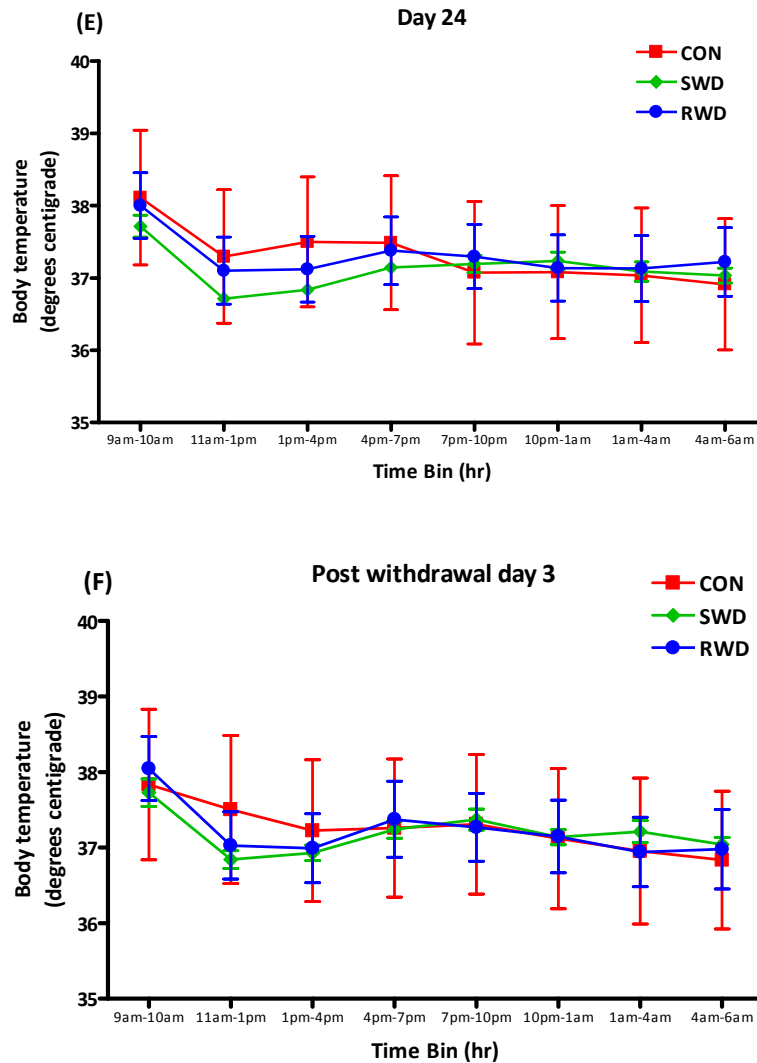 (E)
Day 24
CON
SWD
RWD
Body temperature
(degrees centigrade)
40
39
38
37
36
35
9am-10am 11am-1pm 1pm-4pm 4pm-7pm 7pm-10pm 10pm-1am 1am-4am 4am-6am
Time Bin (hr)
(F)
Post withdrawal day 3
CON
SWD
RWD
Body temperature
(degrees centigrade)
40
39
38
37
36
35
9am-10am 11am-1pm 1pm-4pm 4pm-7pm 7pm-10pm 10pm-1am 1am-4am 4am-6am
Time Bin (hr)